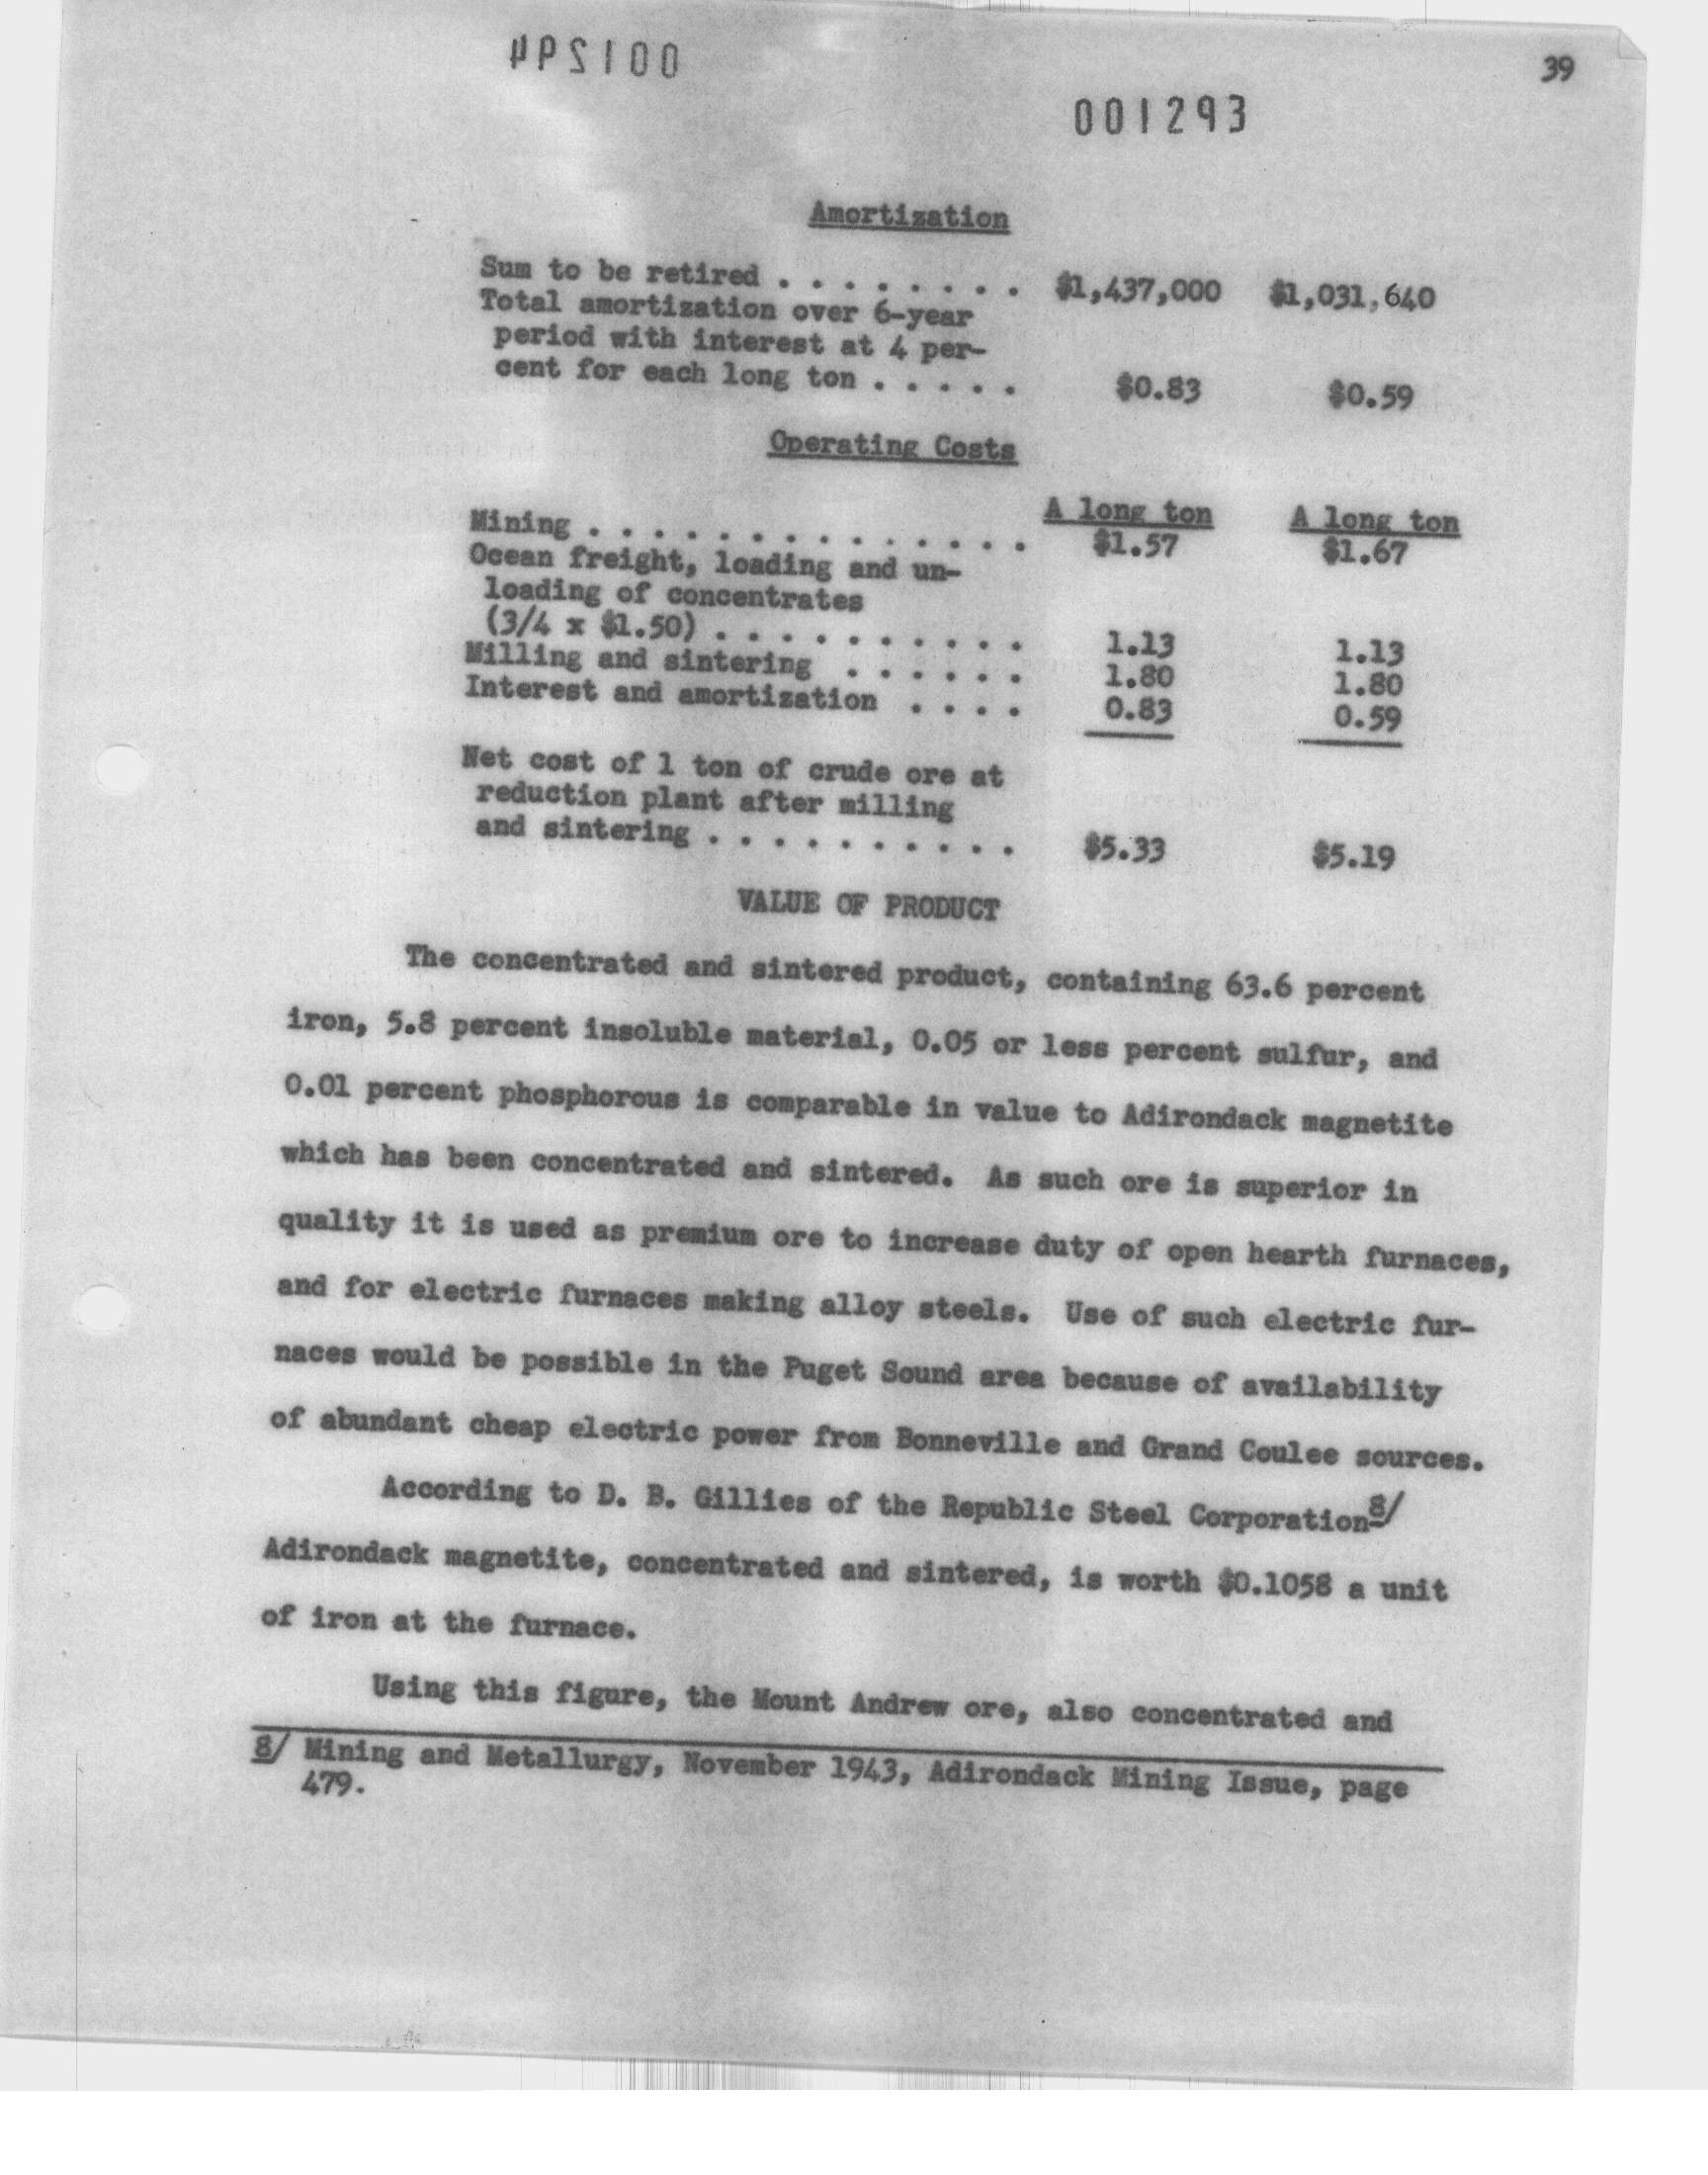 001294
39
001293
Amortization
Sum to be retired . . . . . . . . $1,437,000 $1,031,640
Total amortization over 6-year
period with interest at 4 per-
cent for each long ton . . . . . $0.83 $0.59
Operating Costs
A long ton A long ton
Mining . . . . . . . . . . . . . . $1.57 $1.67
Ocean freight, loading and un-
loading of concentrates
(3/4 x $1.50) . . . . . . . . . . 1.13 1.13
Milling and sintering . . . . . . 1.80 1.80
Interest and amortization . . . . 0.83 0.59
Net cost of 1 ton of crude ore at
reduction plant after milling
and sintering . . . . . . . . . . $5.33 $5.19
VALUE OF PRODUCT
The concentrated and sintered product, containing 63.6 percent
iron, 5.8 percent insoluble material, 0.05 or less percent sulfur, and
0.01 percent phosphorous is comparable in value to Adirondack magnetite
which has been concentrated and sintered. As such ore is superior in
quality it is used as premium ore to increase duty of open hearth furnaces,
and for electric furnaces making alloy steels. Use of such electric fur-
naces would be possible in the Puget Sound area because of availability
of abundant cheap electric power from Bonneville and Grand Coulee sources.
According to D. B. Gillies of the Republic Steel Corporation8/
Adirondack magnetite, concentrated and sintered, is worth $0.1058 a unit
of iron at the furnace.
Using this figure, the Mount Andrew ore, also concentrated and
8/ Mining and Metallurgy, November 1943, Adirondack Mining Issue, page
479.